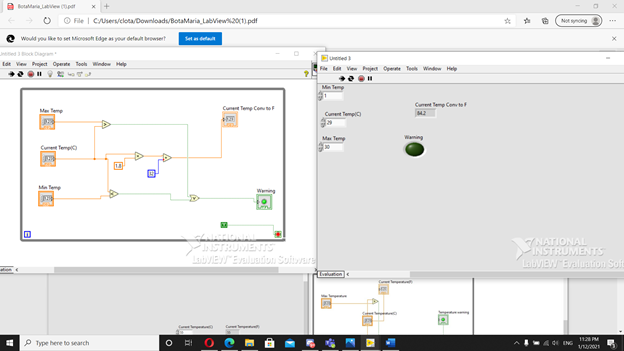 BotaMaria_LabView (1).pdf
File | C:/Users/clota/Downloads/BotaMaria_LabView%20(1).pdf
Not syncing
Would you like to set Microsoft Edge as your default browser?
Set as default
Untitled 3 Block Diagram *
Edit View Project Operate Tools Window Help
Max Temp
Current Temp(C)
Min Temp
Current Temp Conv to F
1.8
32
Warning
i
NATIONAL
INSTRUMENTS
LabVIEW Evaluation Software
Untitled 3
File Edit View Project Operate Tools Window Help
Min Temp
1
Current Temp(C)
29
Max Temp
30
Current Temp Conv to F
84.2
Warning
NATIONAL
INSTRUMENTS
LabVIEW Evaluation
Evaluation
Current Temperature(C)
Current Temperature(F)
Current Temperature(F)
Max Temperature
Current Temperature(C)
Temperature warning
Type here to search
11:28 PM
1/12/2021